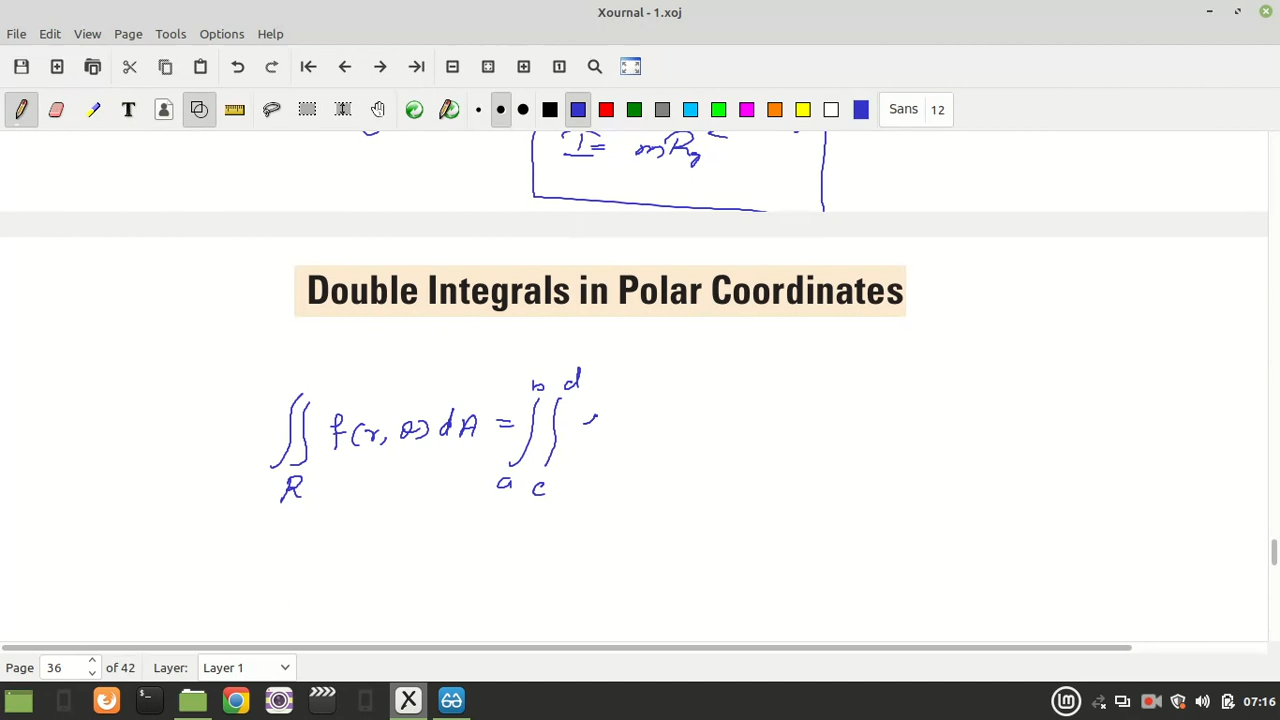 Xournal - 1.xoj
File Edit View Page Tools Options Help
Sans 12
I = mRg²
Double Integrals in Polar Coordinates
∬ f(r, θ) dA = ∫ ∫
b d
R a c
Page 36 of 42 Layer: Layer 1
07:16